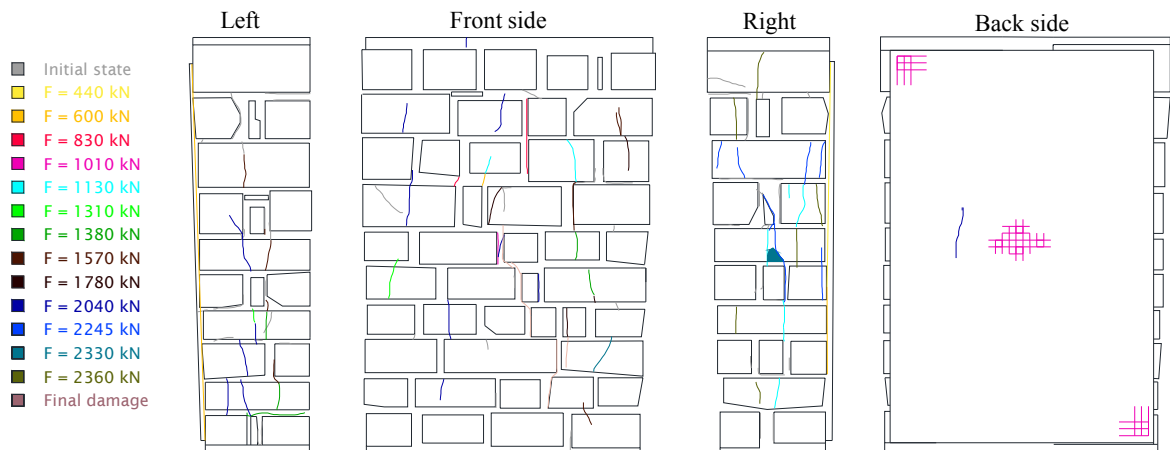 Left
Front side
Right
Back side
Initial state
F = 440 kN
F = 600 kN
F = 830 kN
F = 1010 kN
F = 1130 kN
F = 1310 kN
F = 1380 kN
F = 1570 kN
F = 1780 kN
F = 2040 kN
F = 2245 kN
F = 2330 kN
F = 2360 kN
Final damage